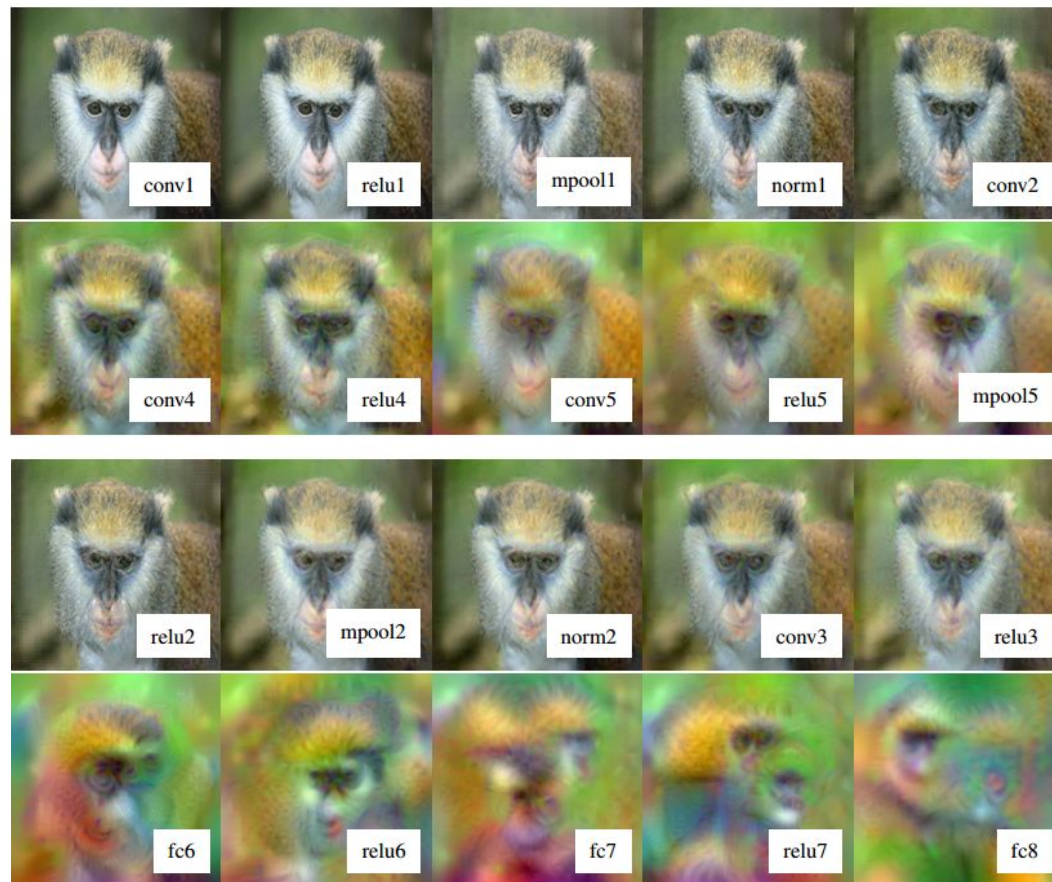 conv1
relu1
mpool1
norm1
conv2
conv4
relu4
conv5
relu5
mpool5
relu2
mpool2
norm2
conv3
relu3
fc6
relu6
fc7
relu7
fc8